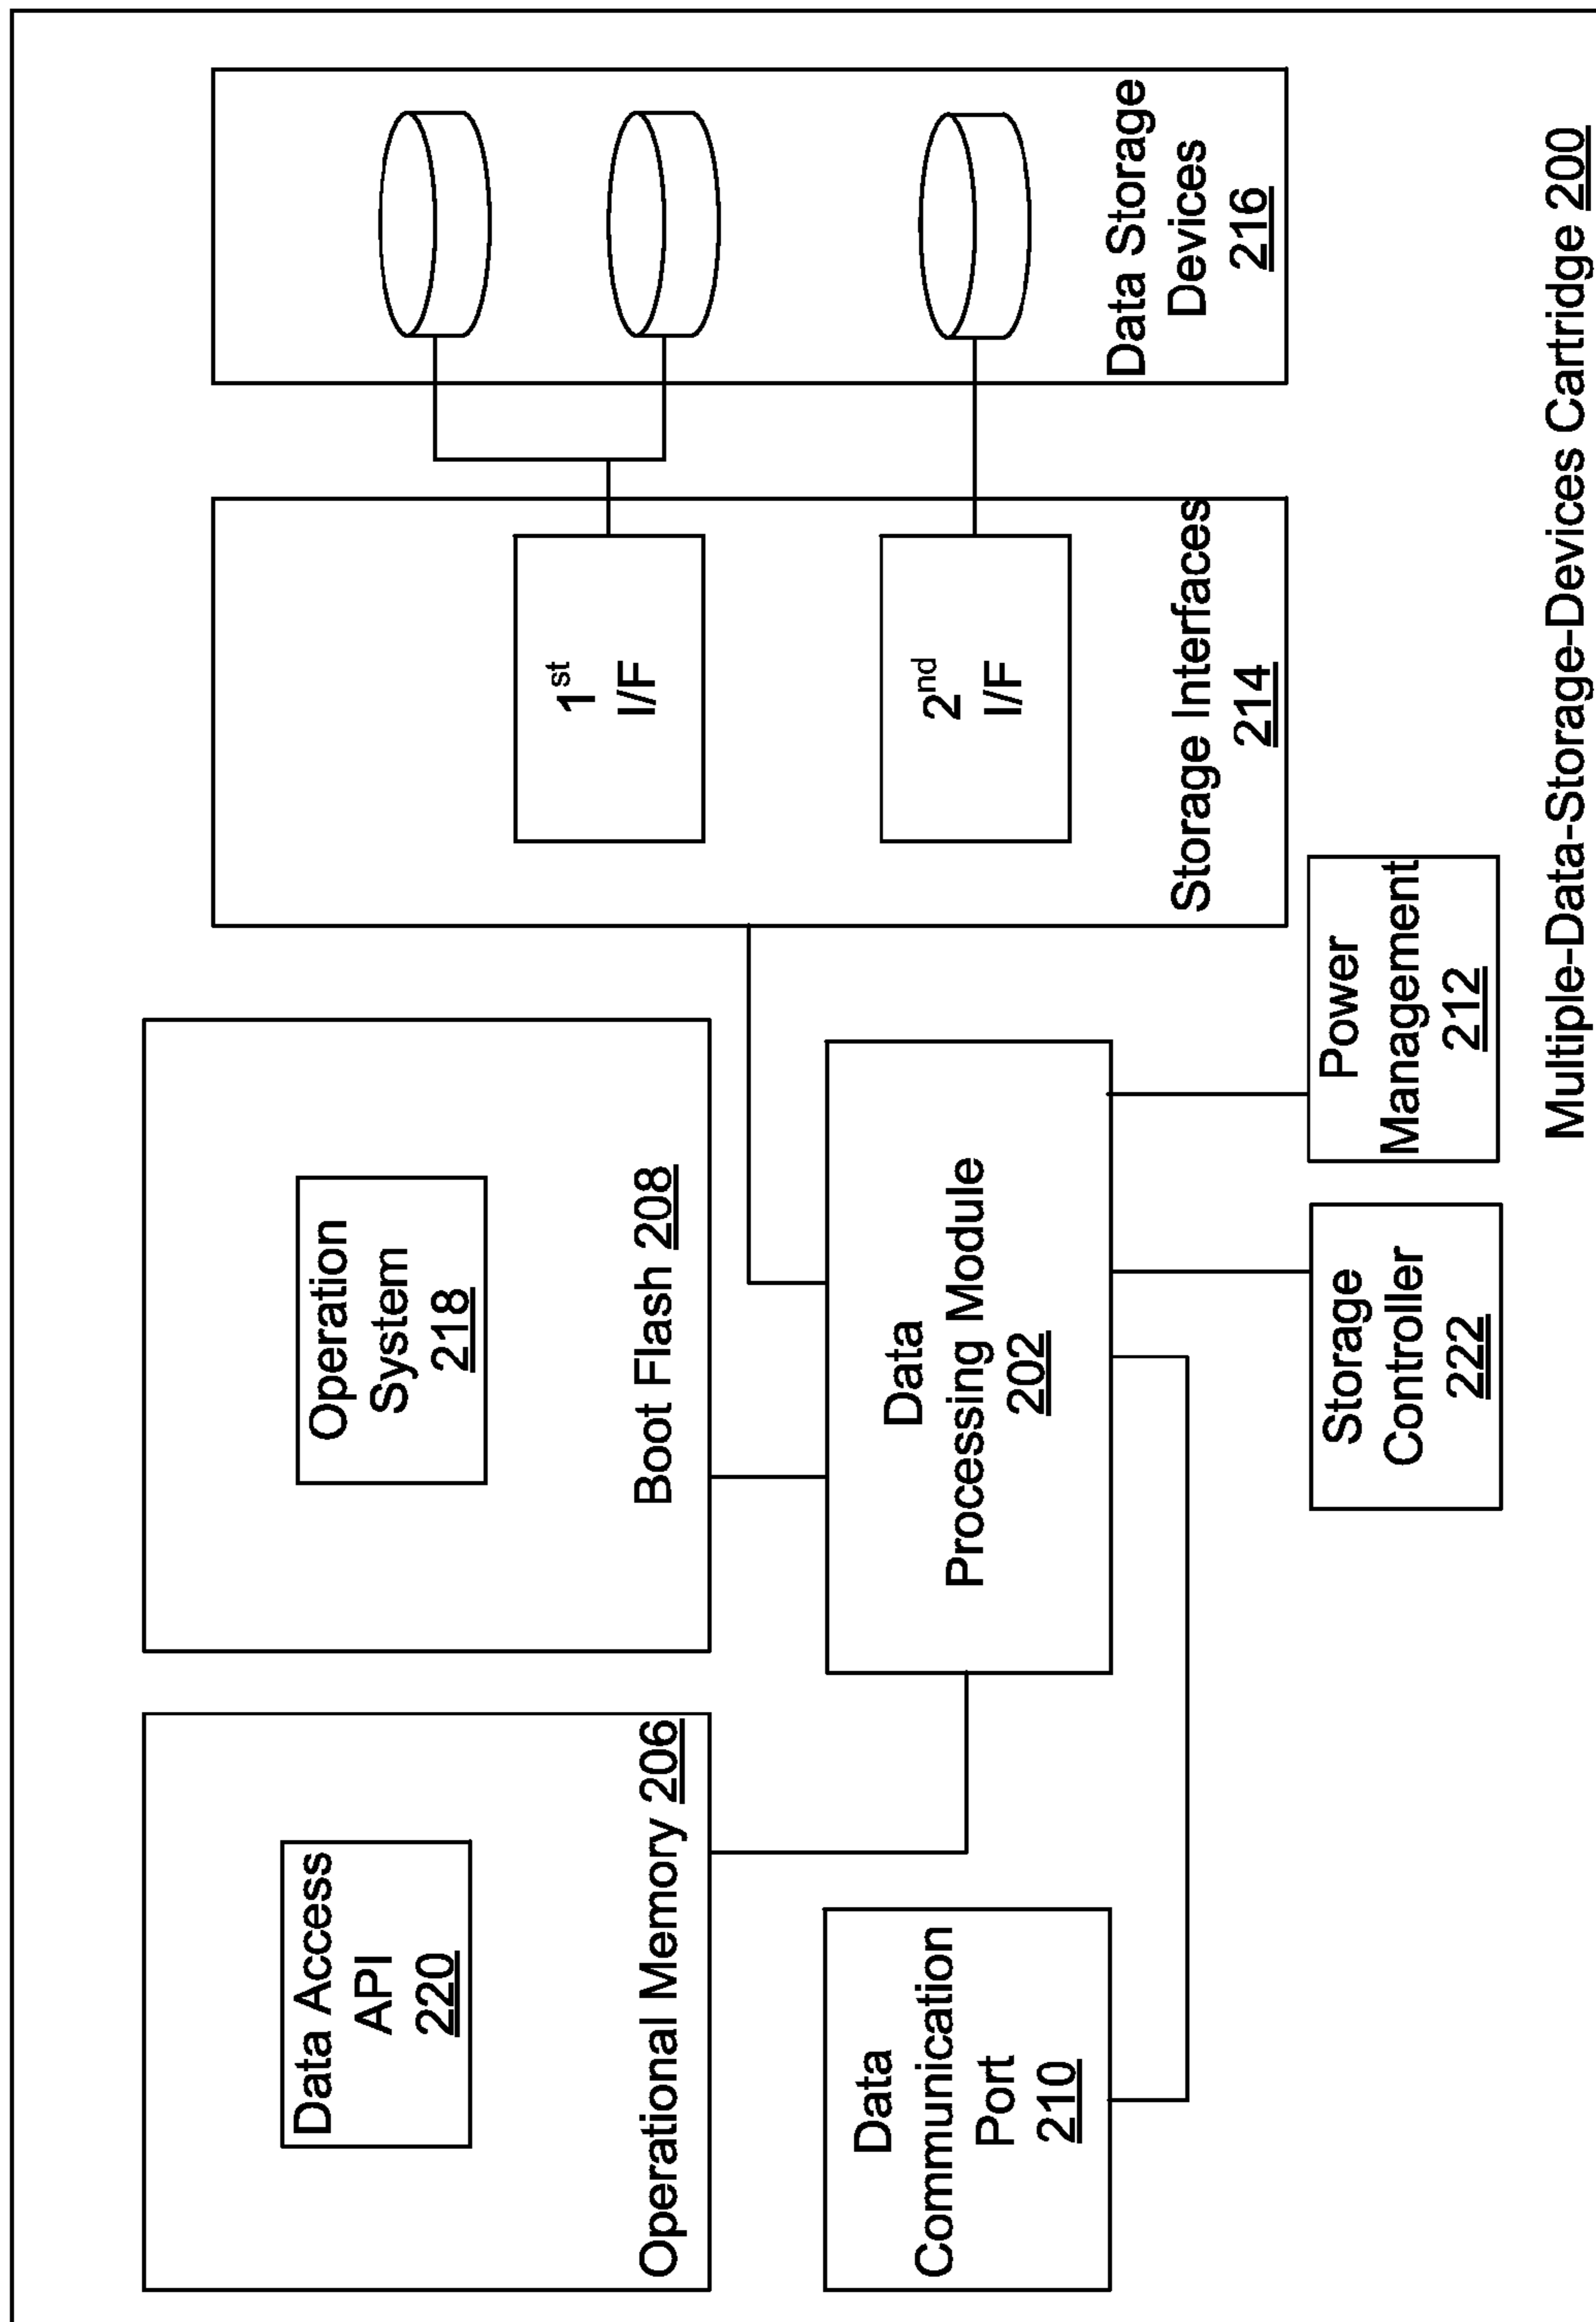 Data Access
API
220
Operational Memory 206
Operation
System
218
Boot Flash 208
1st
I/F
2nd
I/F
Storage Interfaces
214
Data Storage
Devices
216
Data
Communication
Port
210
Data
Processing Module
202
Storage
Controller
222
Power
Management
212
Multiple-Data-Storage-Devices Cartridge 200